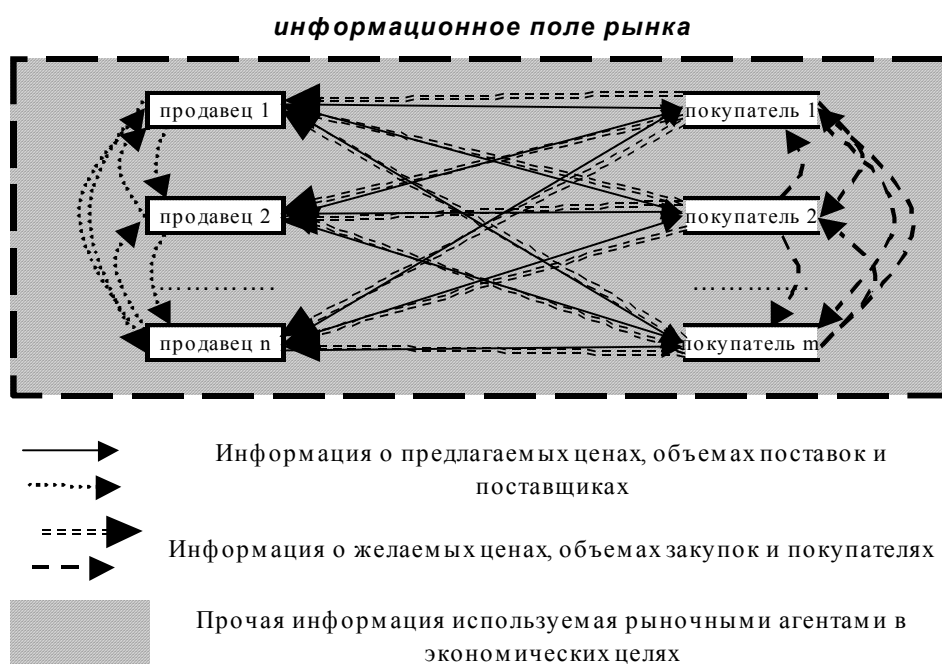 информационное поле рынка
продавец 1
покупатель 1
продавец 2
покупатель 2
продавец n
покупатель m
Информация о предлагаемых ценах, объемах поставок и
поставщиках
Информация о желаемых ценах, объемах закупок и покупателях
Прочая информация используемая рыночными агентами в
экономических целях